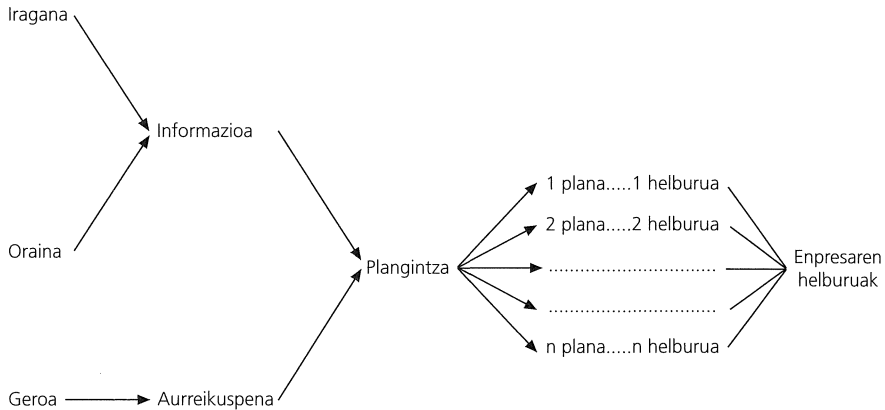 Iragana
Informazioa
Oraina
Geroa
Aurreikuspena
Plangintza
1 plana.....1 helburua
2 plana.....2 helburua
................................
................................
n plana.....n helburua
Enpresaren
helburuak